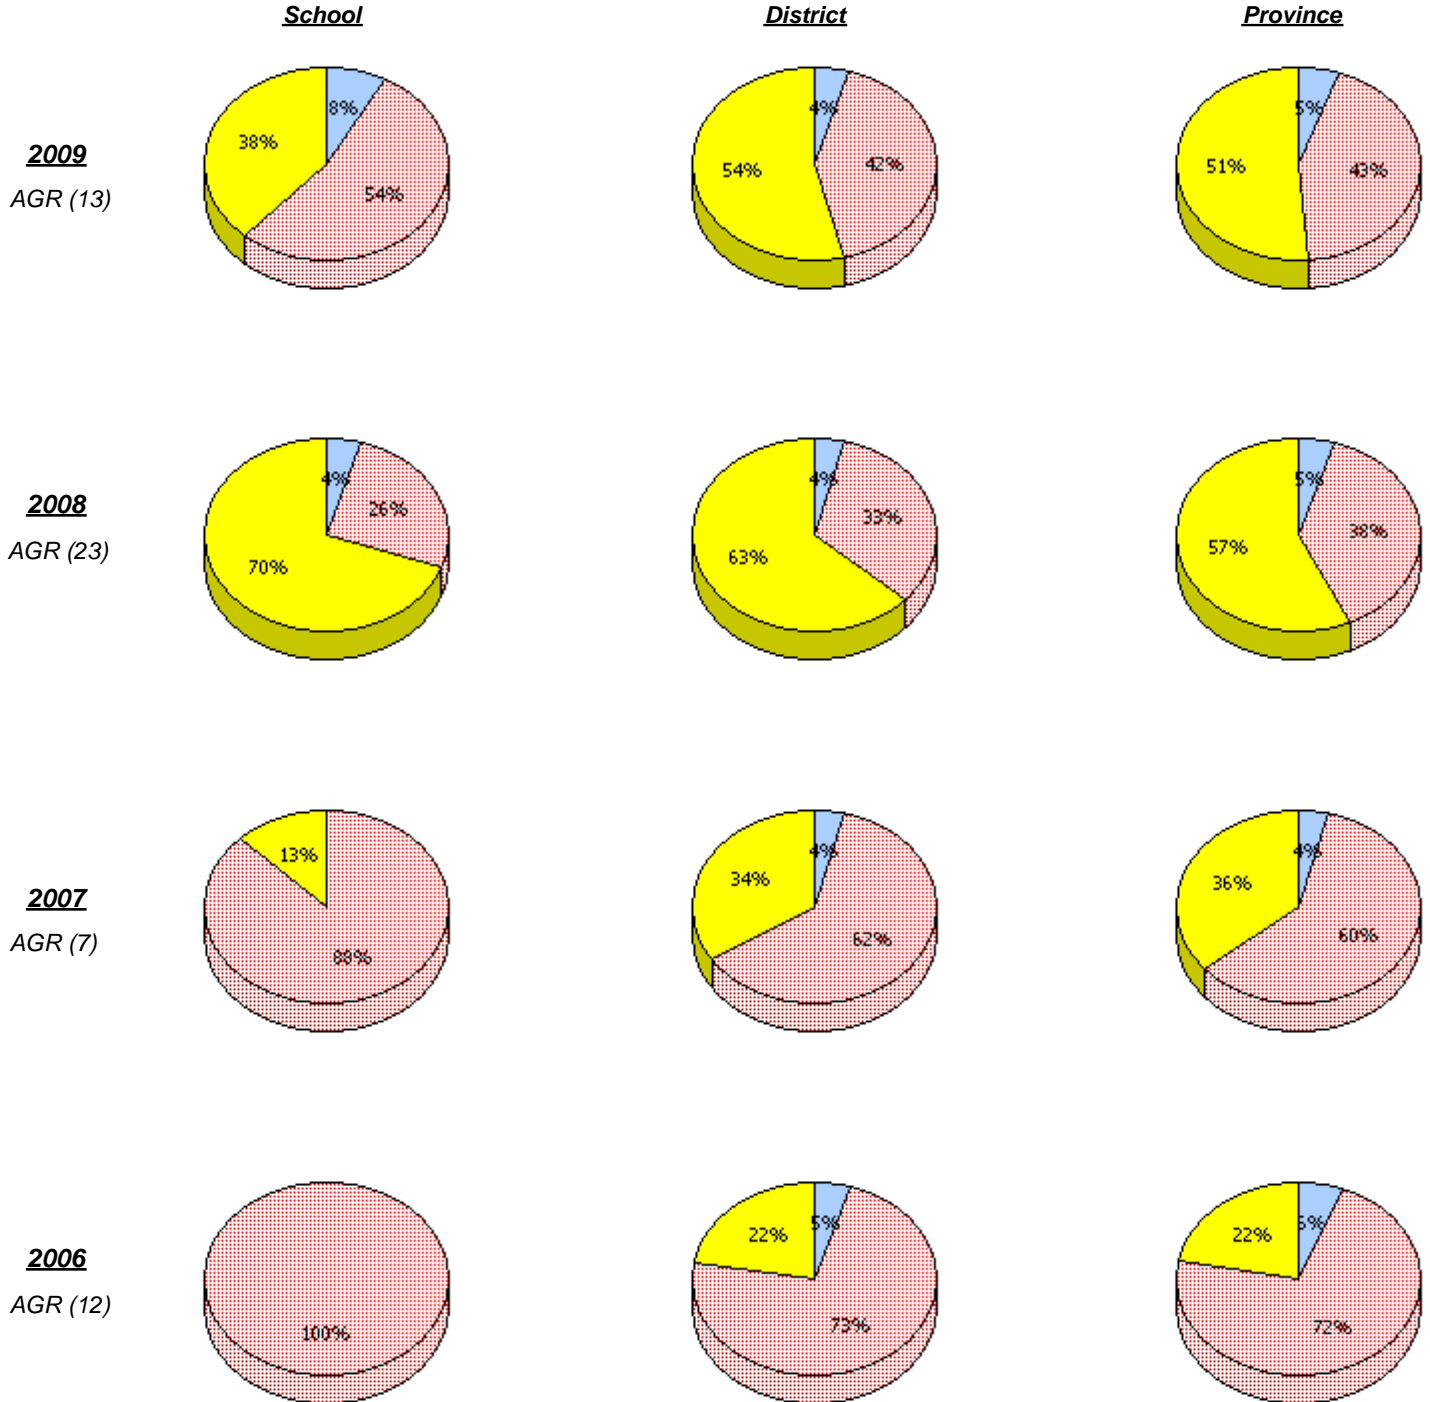 School District Province
8% 4% 5%
38% 54% 51%
2009
54% 42% 43%
AGR (13)
4% 4% 5%
26% 33% 38%
2008
70% 63% 57%
AGR (23)
4% 4%
13% 34% 36%
2007
88% 62% 60%
AGR (7)
5%
22% 22%
2006
100% 73% 72%
AGR (12)